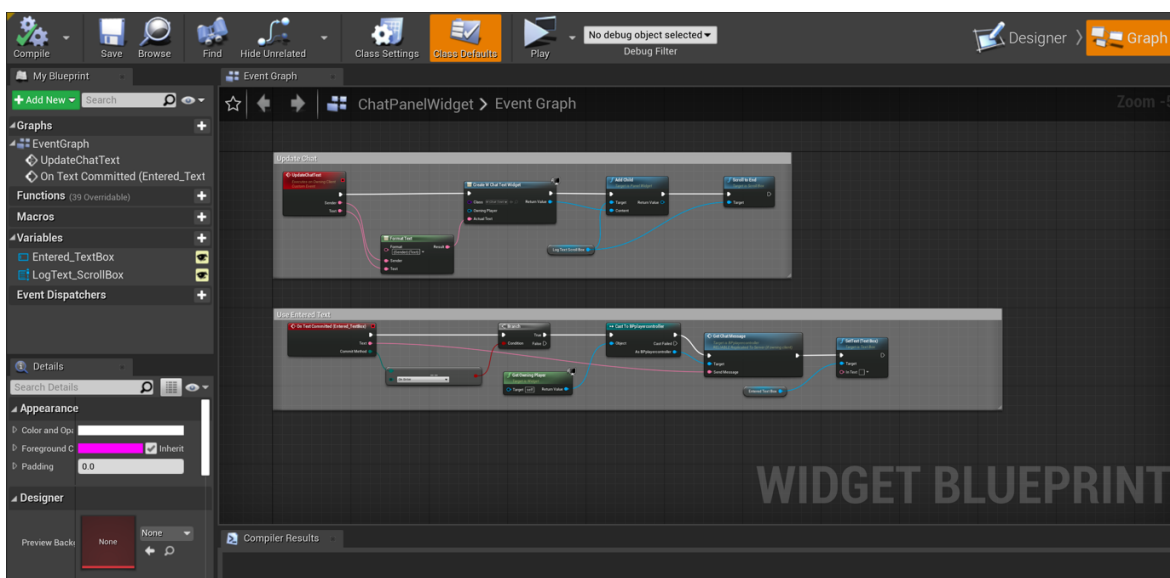 Compile
Save
Browse
Find
Hide Unrelated
Class Settings
Class Defaults
Play
No debug object selected
Debug Filter
Designer
Graph
My Blueprint
Event Graph
Add New
Search
ChatPanelWidget > Event Graph
Zoom
Graphs
EventGraph
UpdateChatText
On Text Committed (Entered_Text
Functions (39 Overridable)
Macros
Variables
Entered_TextBox
LogText_ScrollBox
Event Dispatchers
Update Chat
UpdateChatText
Custom Event
Sender
Text
Create W Chat Text Widget
Class
Return Value
Owning Player
Actual Text
Add Child
Target
Return Value
Content
Scroll to End
Target
Format Text
Format
Result
Sender
Text
Log Text Scroll Box
Use Entered Text
On Text Committed (Entered_TextBox)
Text
Commit Method
Branch
True
Condition
False
Cast To BPplayercontroller
Object
Cast Failed
As BPplayercontroller
Get Chat Message
Target
Send Message
SetText (TextBox)
Target
In Text
Get Owning Player
Target self
Return Value
Entered Text Box
Details
Search Details
Appearance
Color and Opa
Foreground C
Inherit
Padding
0.0
Designer
Preview Back
None
None
WIDGET BLUEPRINT
Compiler Results